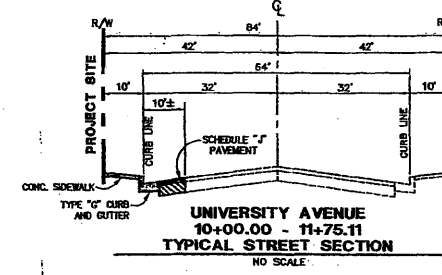 ℄
R/W
R
84'
42'
42'
64'
10'
32'
32'
10'
10'±
PROJECT SITE
CURB LINE
CURB LINE
SCHEDULE "J"
PAVEMENT
CONC. SIDEWALK
TYPE "G" CURB
AND GUTTER
UNIVERSITY AVENUE
10+00.00 - 11+75.11
TYPICAL STREET SECTION
NO SCALE